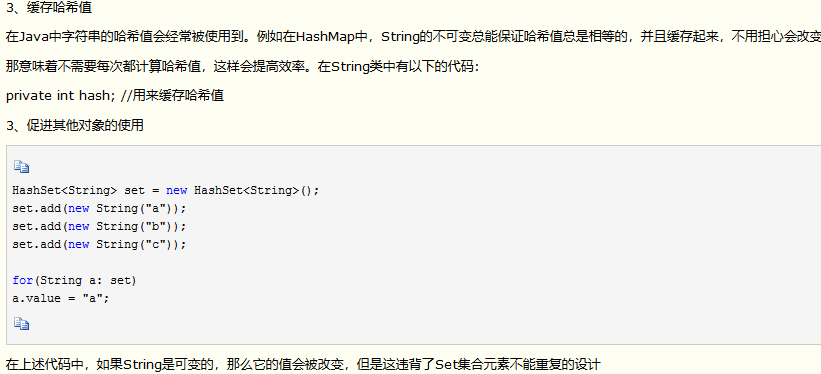 3、缓存哈希值
在Java中字符串的哈希值会经常被使用到。例如在HashMap中，String的不可变总能保证哈希值总是相等的，并且缓存起来，不用担心会改变
那意味着不需要每次都计算哈希值，这样会提高效率。在String类中有以下的代码：
private int hash; //用来缓存哈希值
3、促进其他对象的使用
HashSet<String> set = new HashSet<String>();
set.add(new String("a"));
set.add(new String("b"));
set.add(new String("c"));
for(String a: set)
a.value = "a";
在上述代码中，如果String是可变的，那么它的值会被改变，但是这违背了Set集合元素不能重复的设计